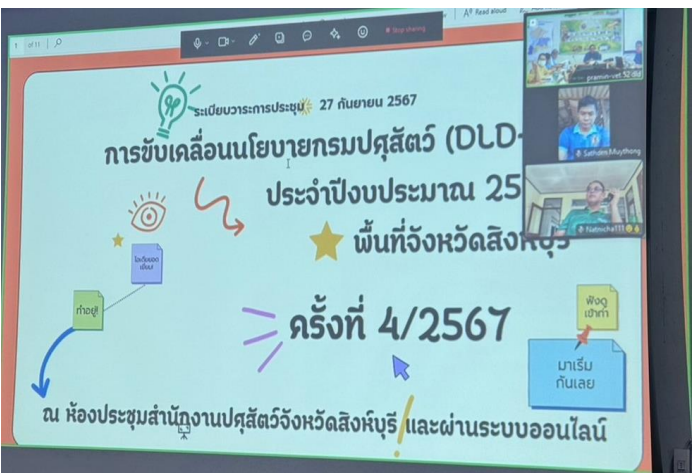 1 of 11
Read aloud
Stop sharing
pramin-vet.52 dld
ระเบียบวาระการประชุม 27 กันยายน 2567
การขับเคลื่อนนโยบายกรมปศุสัตว์ (DLD-
Sathaim Muythong
ประจำปีงบประมาณ 25
Natnicha111
พื้นที่จังหวัดสิงห์บุรี
ไอเดียยอดเยี่ยม!
ทำอยู่!
ครั้งที่ 4/2567
ฟังดู
เข้าท่า
มาเริ่ม
กันเลย
ณ ห้องประชุมสำนักงานปศุสัตว์จังหวัดสิงห์บุรี และผ่านระบบออนไลน์